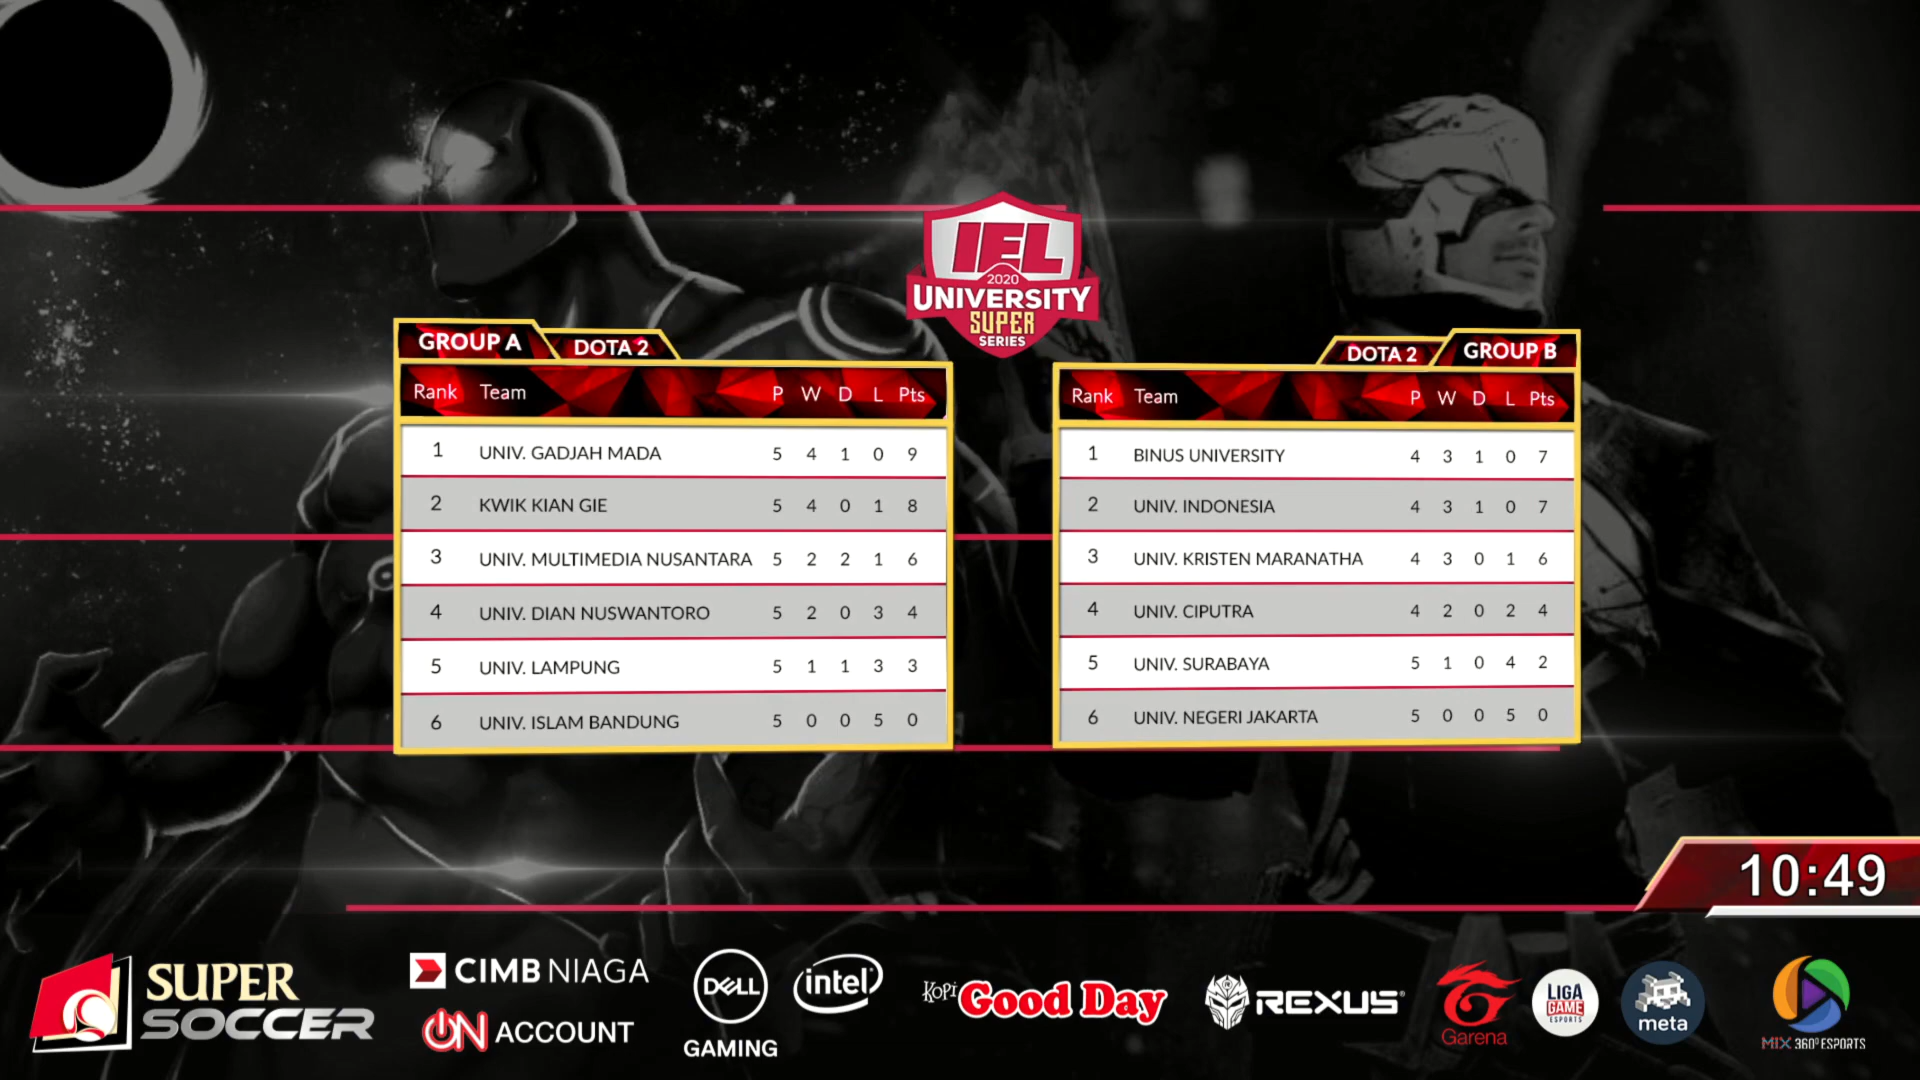 IEL
2020
UNIVERSITY
SUPER
SERIES
GROUP A DOTA 2
Rank Team P W D L Pts
1 UNIV. GADJAH MADA 5 4 1 0 9
2 KWIK KIAN GIE 5 4 0 1 8
3 UNIV. MULTIMEDIA NUSANTARA 5 2 2 1 6
4 UNIV. DIAN NUSWANTORO 5 2 0 3 4
5 UNIV. LAMPUNG 5 1 1 3 3
6 UNIV. ISLAM BANDUNG 5 0 0 5 0
DOTA 2 GROUP B
Rank Team P W D L Pts
1 BINUS UNIVERSITY 4 3 1 0 7
2 UNIV. INDONESIA 4 3 1 0 7
3 UNIV. KRISTEN MARANATHA 4 3 0 1 6
4 UNIV. CIPUTRA 4 2 0 2 4
5 UNIV. SURABAYA 5 1 0 4 2
6 UNIV. NEGERI JAKARTA 5 0 0 5 0
10:49
SUPER
SOCCER
CIMB NIAGA
ON ACCOUNT
DELL
GAMING
intel
Kopi Good Day
REXUS
Garena
LIGA
GAME
ESPORTS
meta
MIX 360° ESPORTS